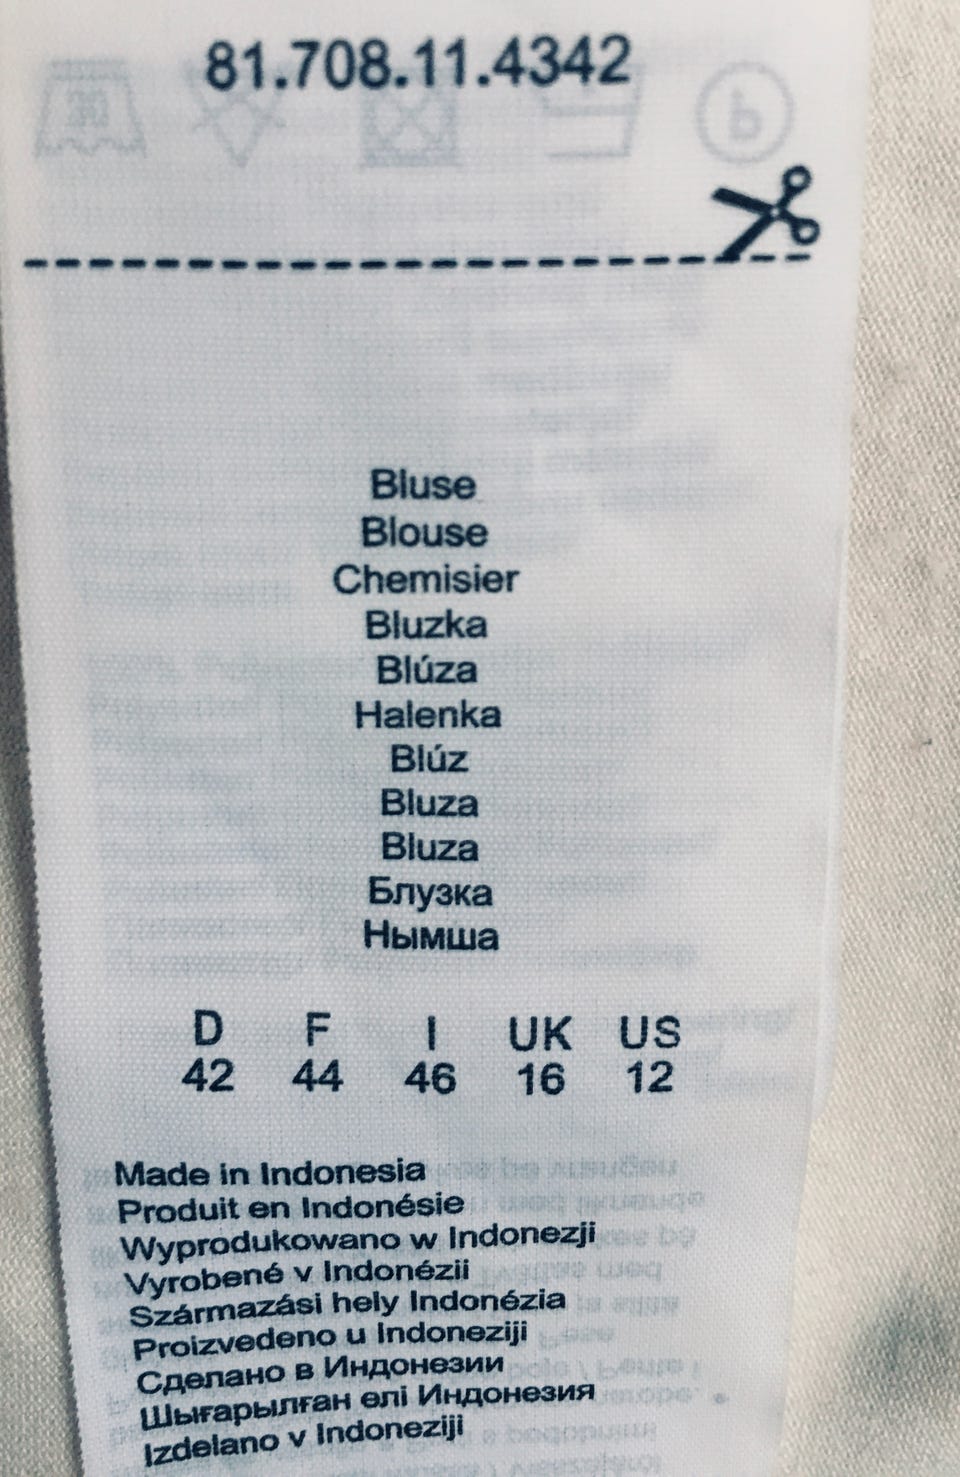 81.708.11.4342
Bluse
Blouse
Chemisier
Bluzka
Blúza
Halenka
Blúz
Bluza
Bluza
Блузка
Нымша
D F I UK US
42 44 46 16 12
Made in Indonesia
Produit en Indonésie
Wyprodukowano w Indonezji
Vyrobené v Indonézii
Származási hely Indonézia
Proizvedeno u Indoneziji
Сделано в Индонезии
Шығарылған елі Индонезия
Izdelano v Indoneziji